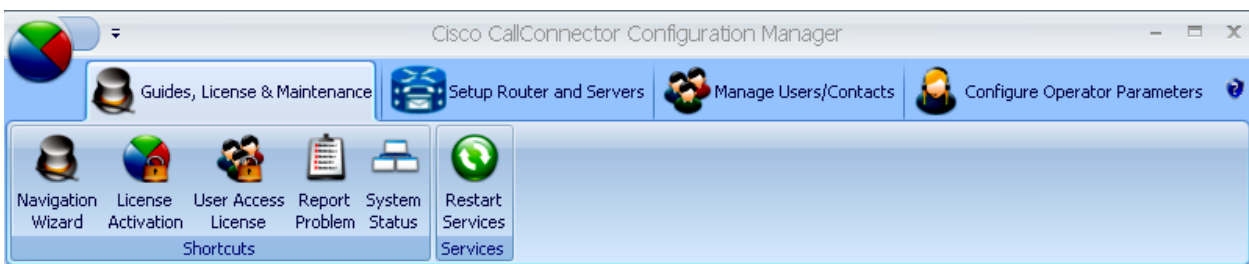 Cisco CallConnector Configuration Manager
Guides, License & Maintenance Setup Router and Servers Manage Users/Contacts Configure Operator Parameters ?
Navigation Wizard
License Activation
User Access License
Report Problem
System Status
Restart Services
Shortcuts
Services